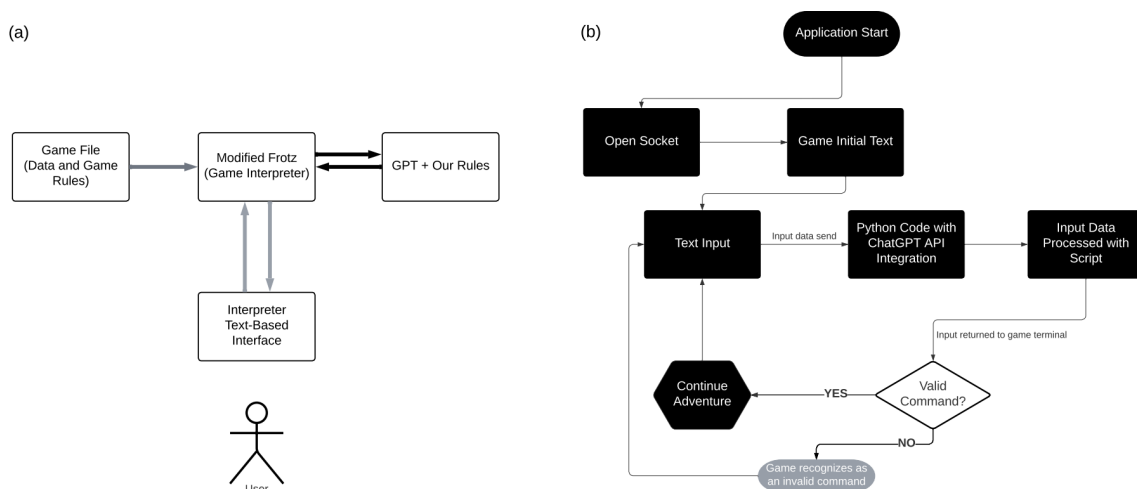 (a)
Game File
(Data and Game
Rules)
Modified Frotz
(Game Interpreter)
GPT + Our Rules
Interpreter
Text-Based
Interface
User
(b)
Application Start
Open Socket
Game Initial Text
Text Input
Input data send
Python Code with
ChatGPT API
Integration
Input Data
Processed with
Script
Input returned to game terminal
Valid
Command?
YES
Continue
Adventure
NO
Game recognizes as
an invalid command